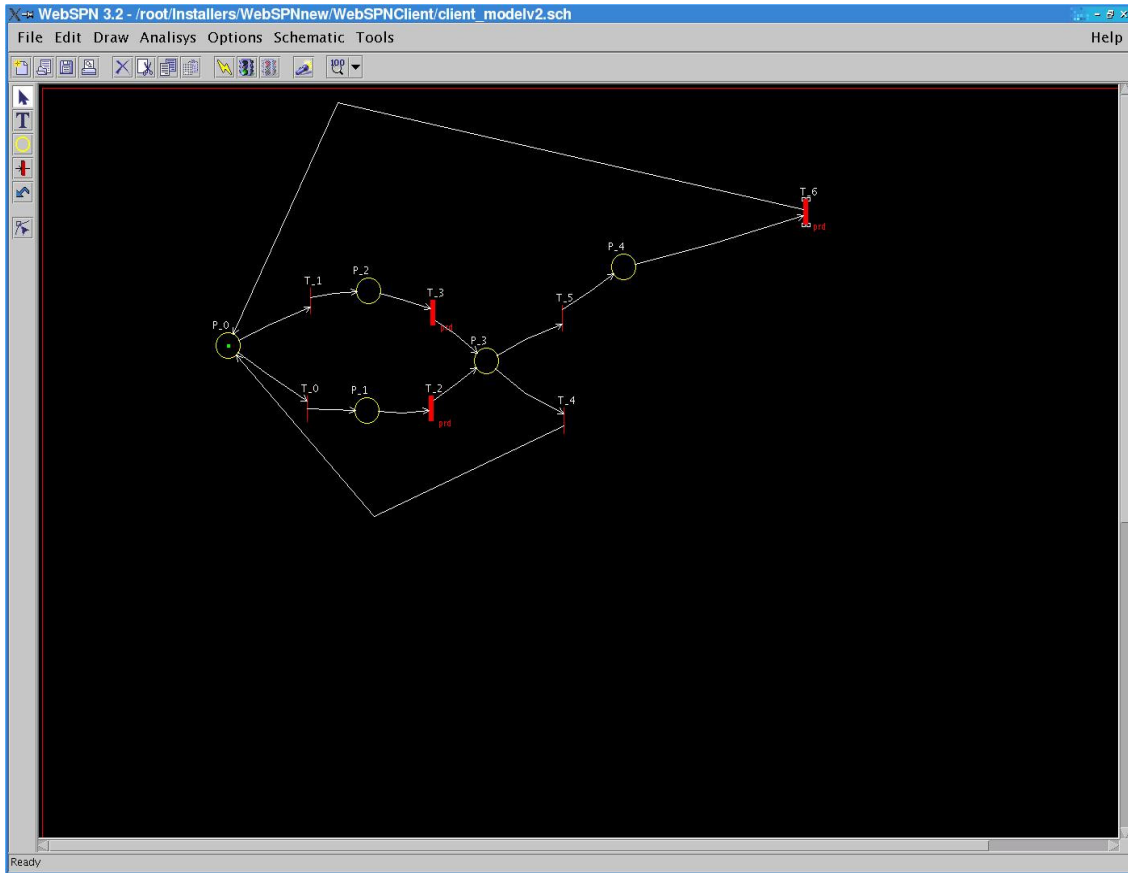 WebSPN 3.2 - /root/Installers/WebSPNnew/WebSPNClient/client_modelv2.sch
File Edit Draw Analisys Options Schematic Tools Help
100
T
T_6
prd
P_4
T_1
P_2
T_3
T_5
P_0
prd
P_3
T_0
P_1
T_2
T_4
prd
Ready